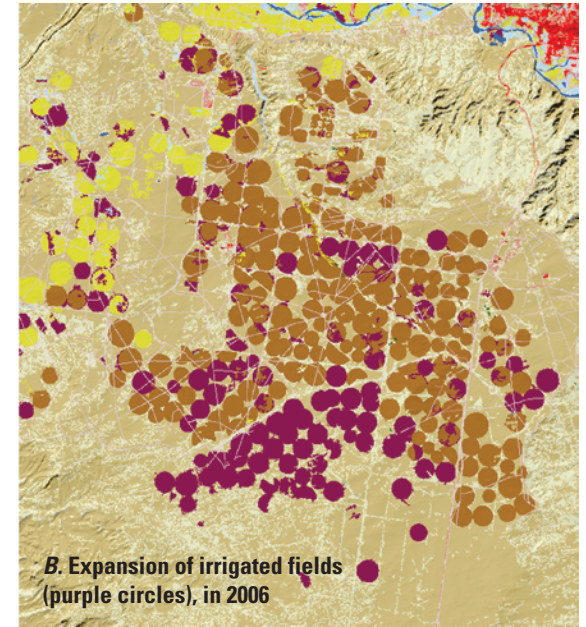 B. Expansion of irrigated fields
(purple circles), in 2006